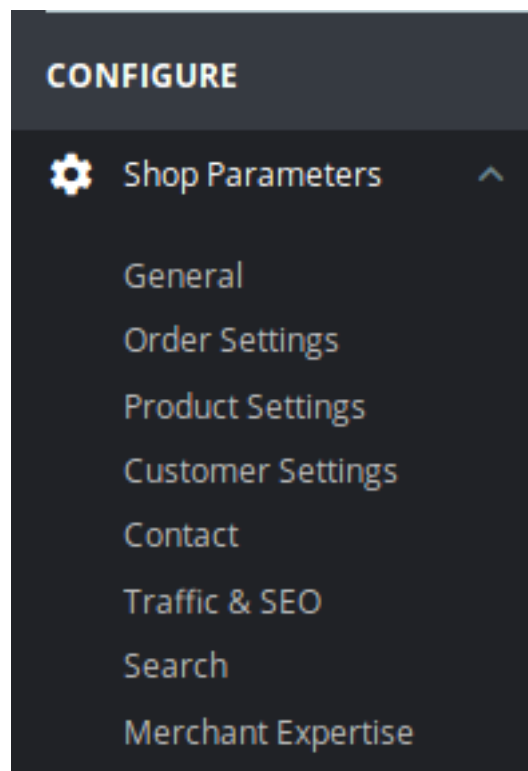 CONFIGURE
Shop Parameters
General
Order Settings
Product Settings
Customer Settings
Contact
Traffic & SEO
Search
Merchant Expertise